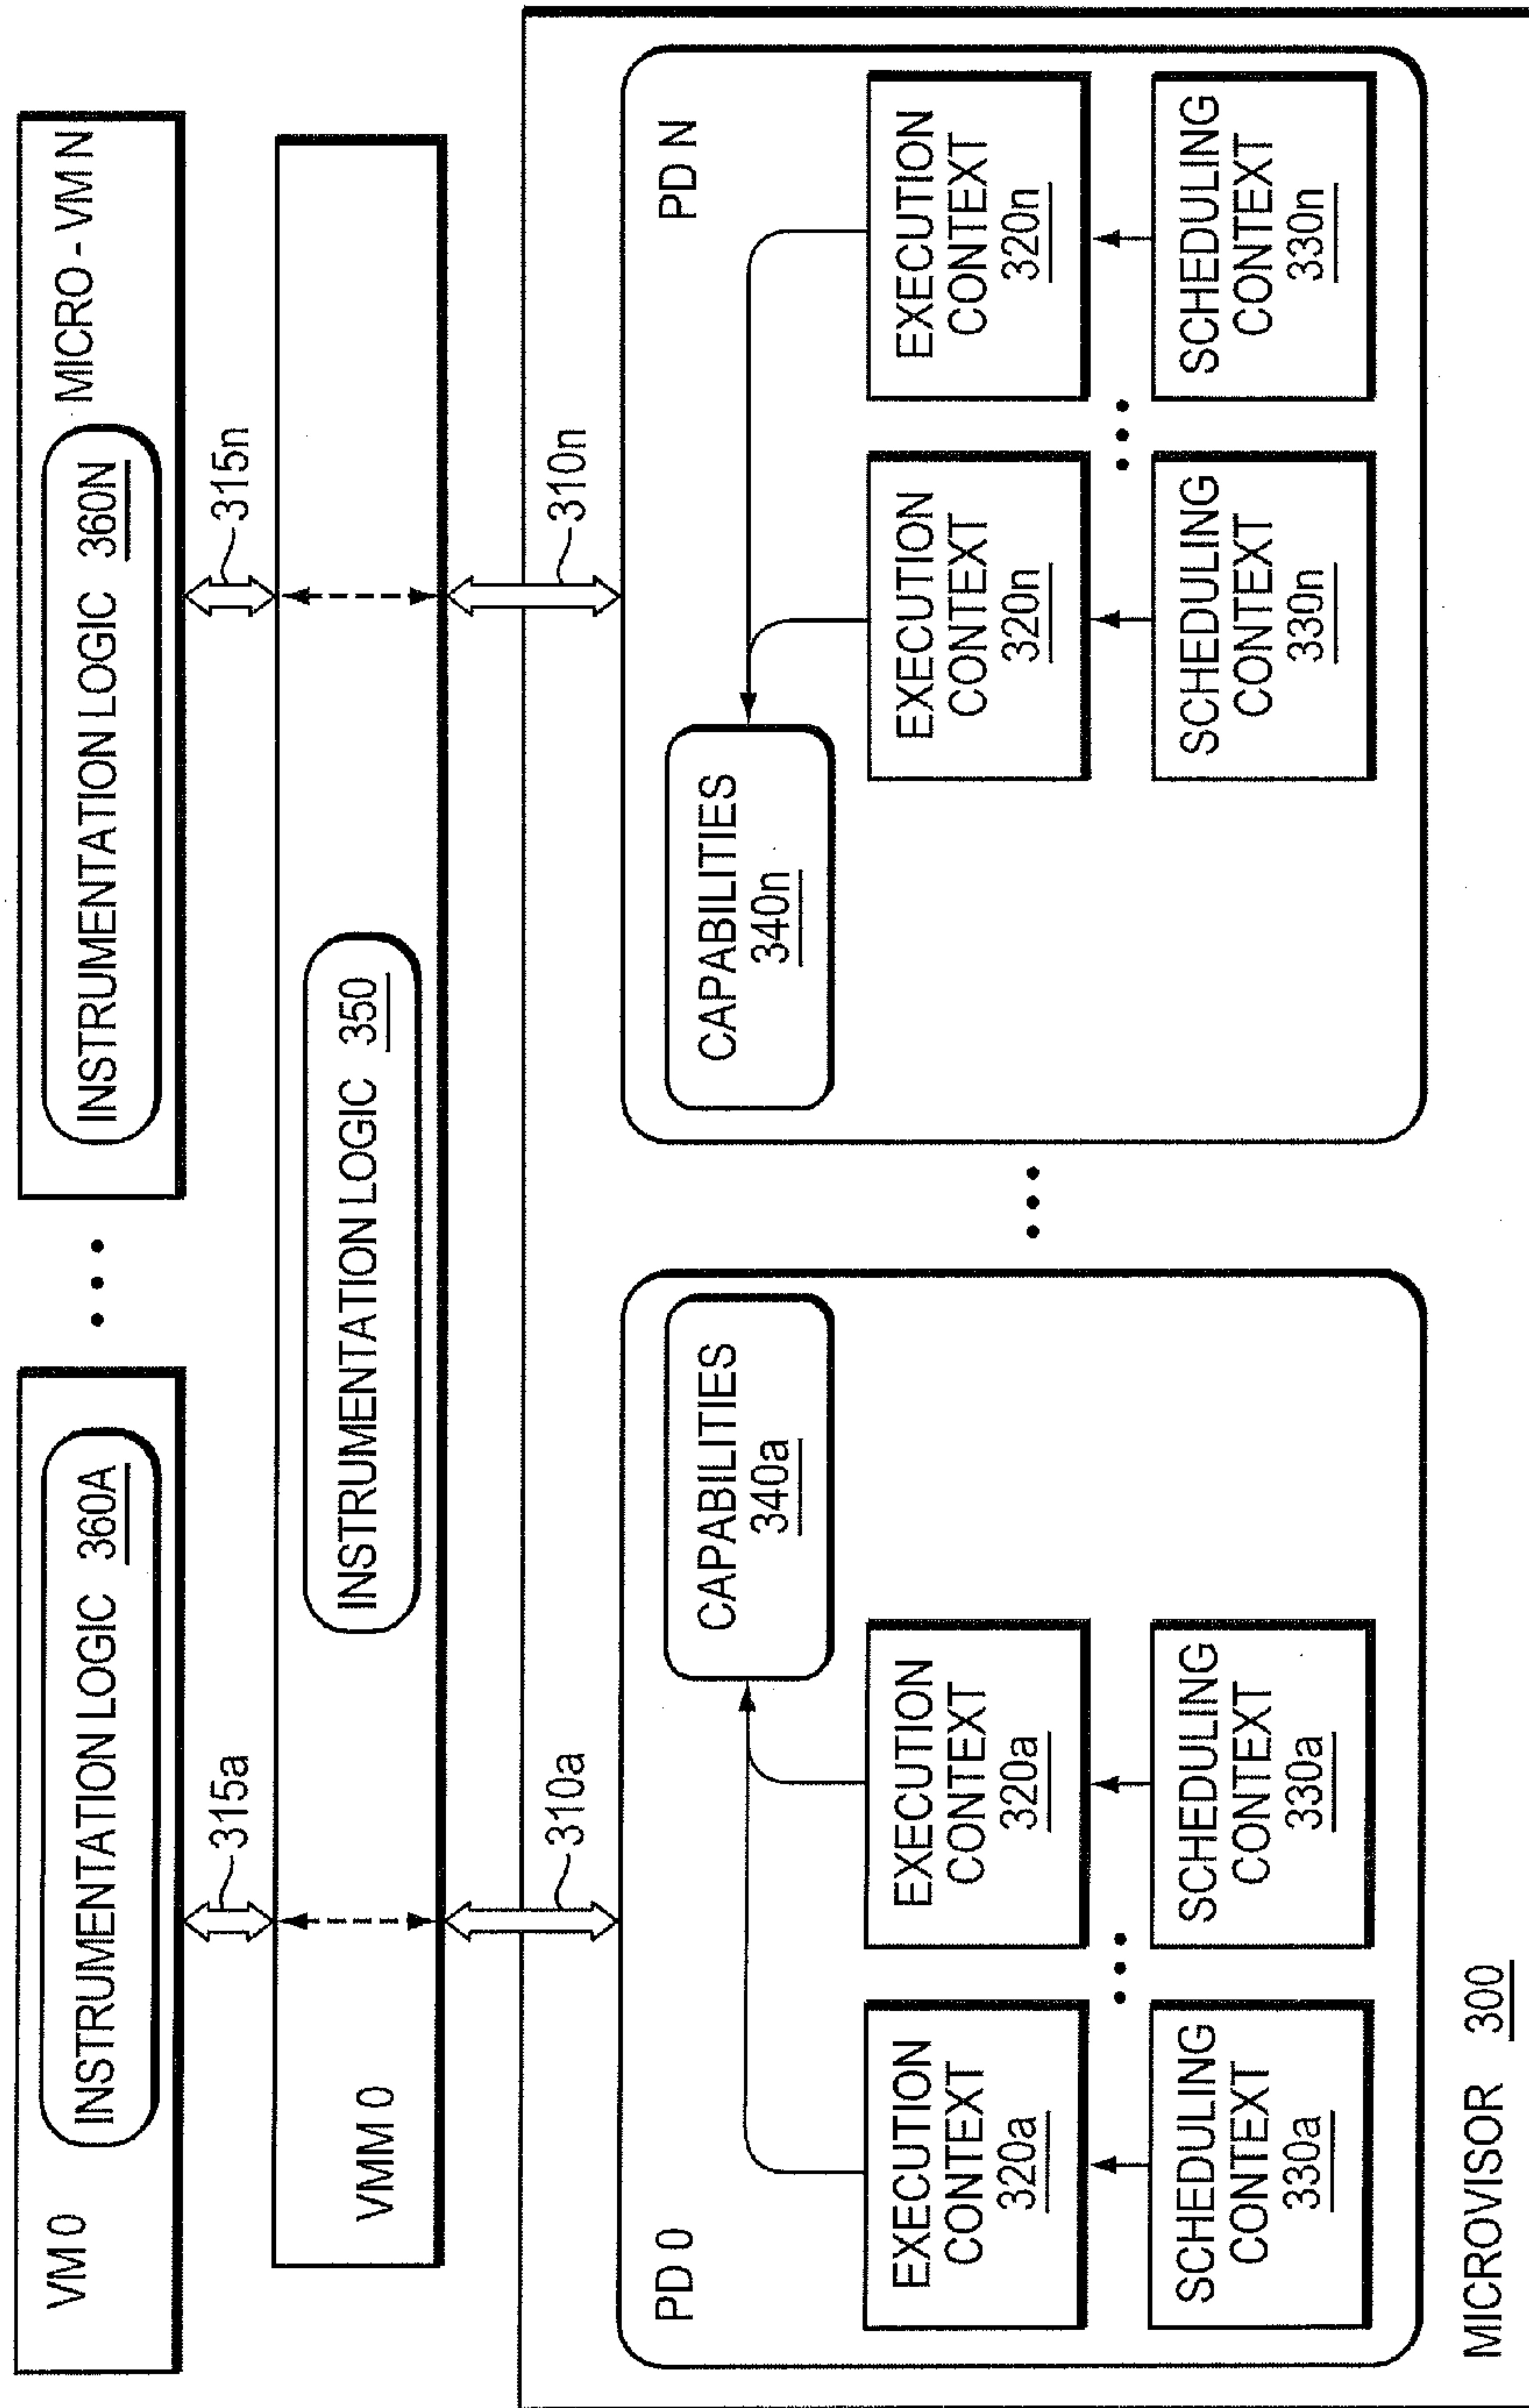 VM 0
INSTRUMENTATION LOGIC 360A
INSTRUMENTATION LOGIC 360N
MICRO - VM N
315a
315n
VMM 0
INSTRUMENTATION LOGIC 350
310a
310n
PD 0
CAPABILITIES
340a
EXECUTION
CONTEXT
320a
EXECUTION
CONTEXT
320a
SCHEDULING
CONTEXT
330a
SCHEDULING
CONTEXT
330a
PD N
CAPABILITIES
340n
EXECUTION
CONTEXT
320n
EXECUTION
CONTEXT
320n
SCHEDULING
CONTEXT
330n
SCHEDULING
CONTEXT
330n
MICROVISOR 300